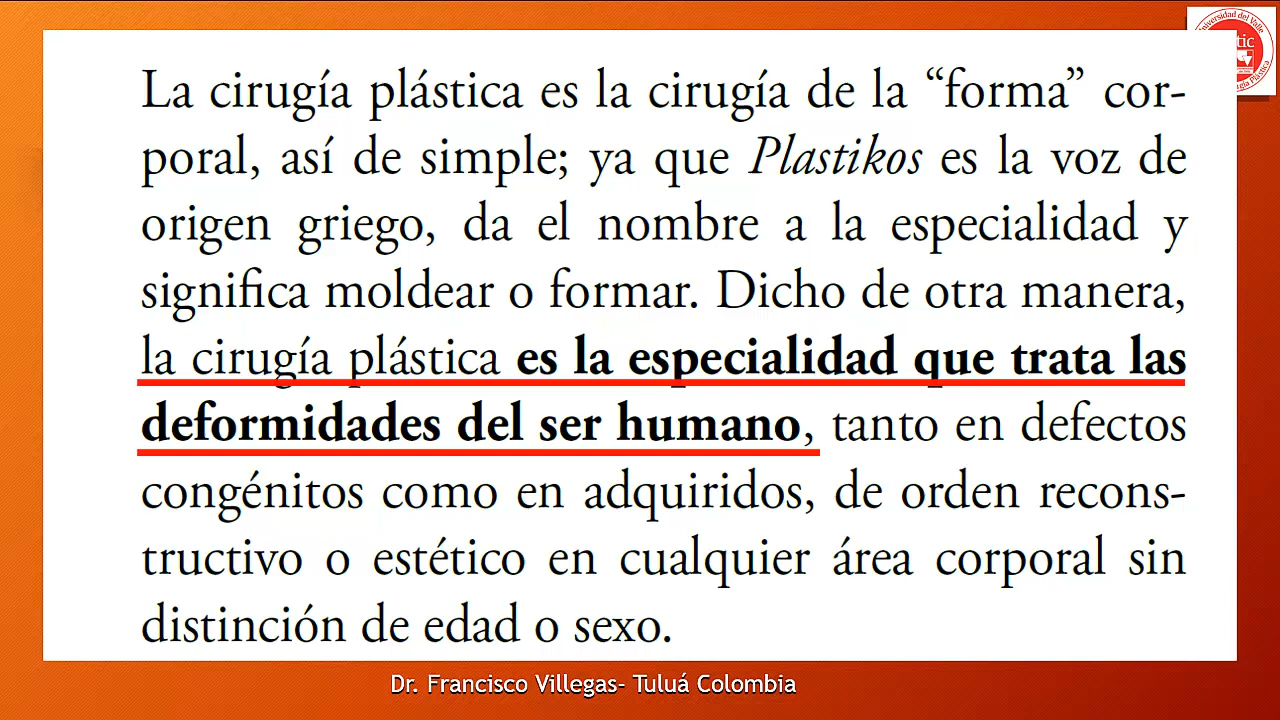 La cirugía plástica es la cirugía de la “forma” cor-
poral, así de simple; ya que Plastikos es la voz de
origen griego, da el nombre a la especialidad y
significa moldear o formar. Dicho de otra manera,
la cirugía plástica es la especialidad que trata las
deformidades del ser humano, tanto en defectos
congénitos como en adquiridos, de orden recons-
tructivo o estético en cualquier área corporal sin
distinción de edad o sexo.
Dr. Francisco Villegas- Tuluá Colombia